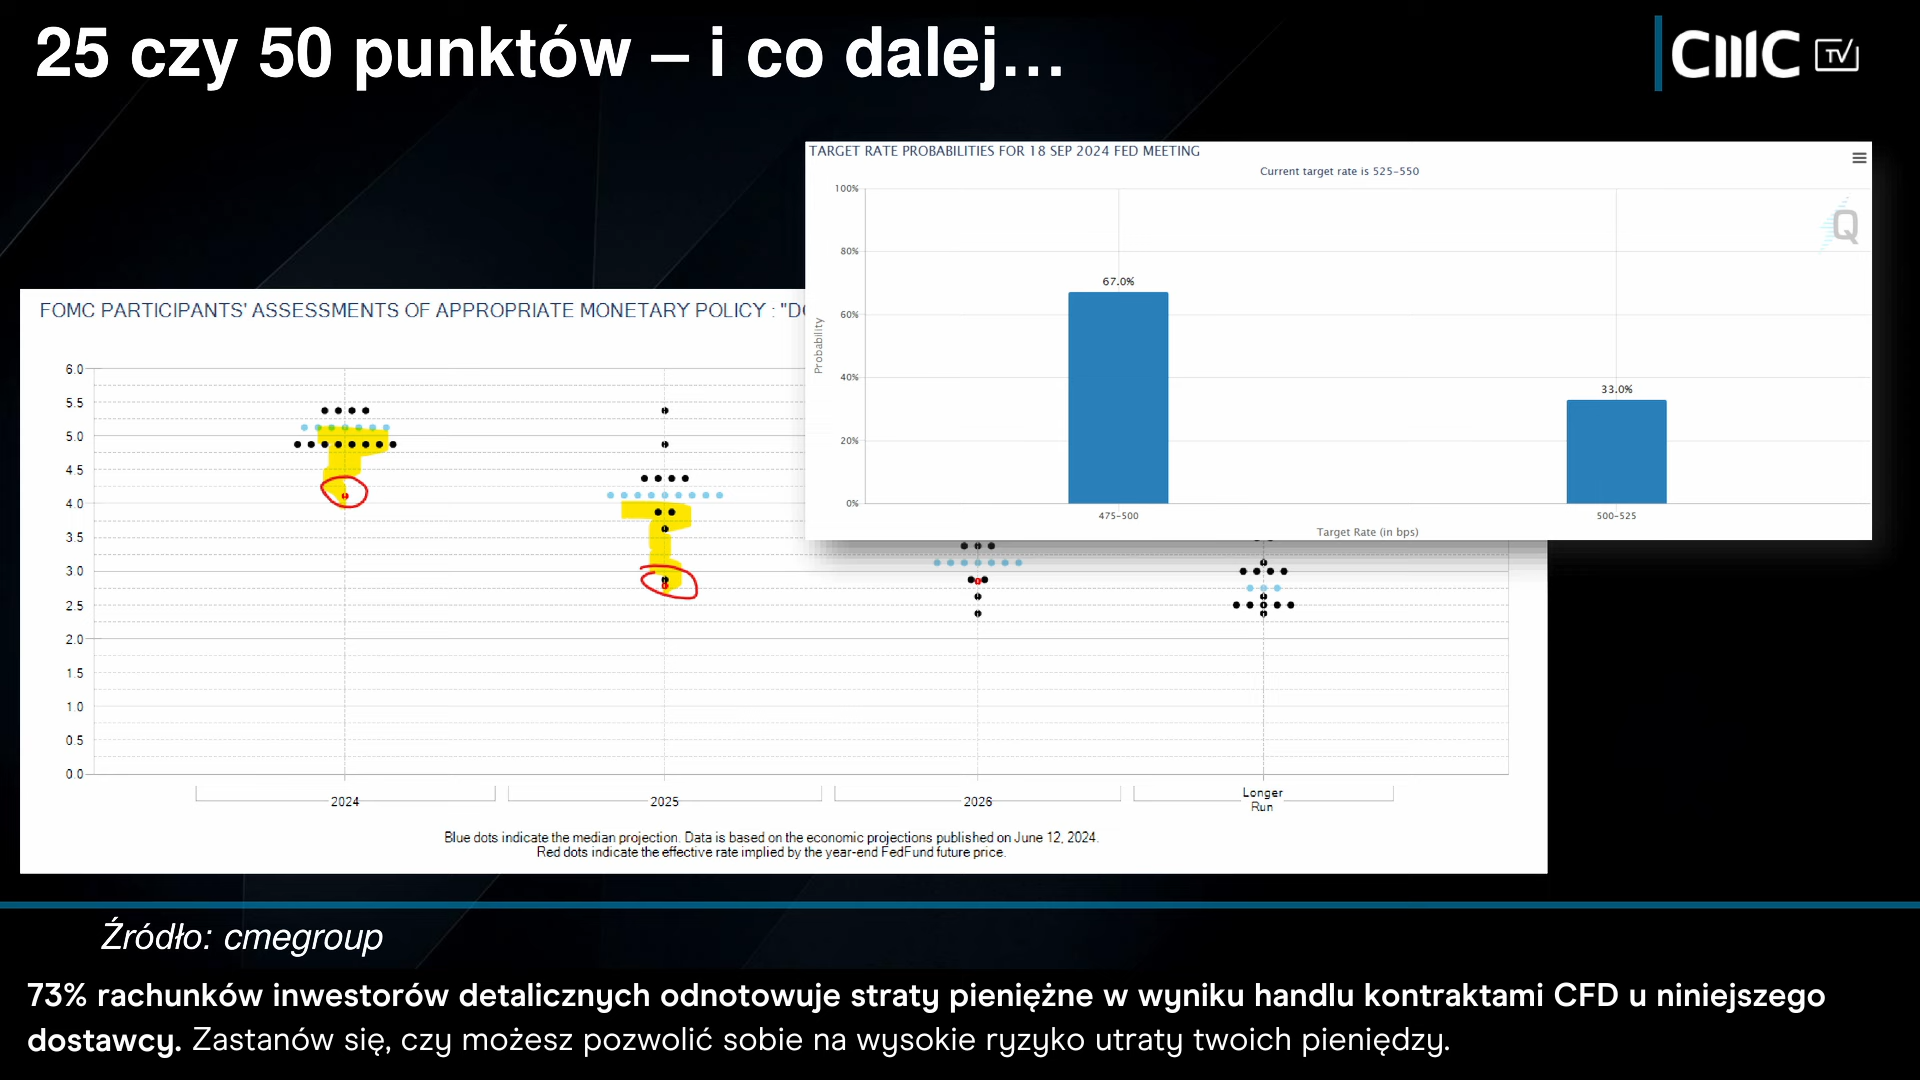 25 czy 50 punktów – i co dalej…
CMC TV
TARGET RATE PROBABILITIES FOR 18 SEP 2024 FED MEETING
Current target rate is 525–550
100%
80%
60%
40%
20%
0%
Probability
67.0%
33.0%
475–500
500–525
Target Rate (in bps)
Q
FOMC PARTICIPANTS' ASSESSMENTS OF APPROPRIATE MONETARY POLICY : "D
6.0
5.5
5.0
4.5
4.0
3.5
3.0
2.5
2.0
1.5
1.0
0.5
0.0
2024
2025
2026
Longer
Run
Blue dots indicate the median projection. Data is based on the economic projections published on June 12, 2024.
Red dots indicate the effective rate implied by the year-end FedFund future price.
Źródło: cmegroup
73% rachunków inwestorów detalicznych odnotowuje straty pieniężne w wyniku handlu kontraktami CFD u niniejszego
dostawcy. Zastanów się, czy możesz pozwolić sobie na wysokie ryzyko utraty twoich pieniędzy.